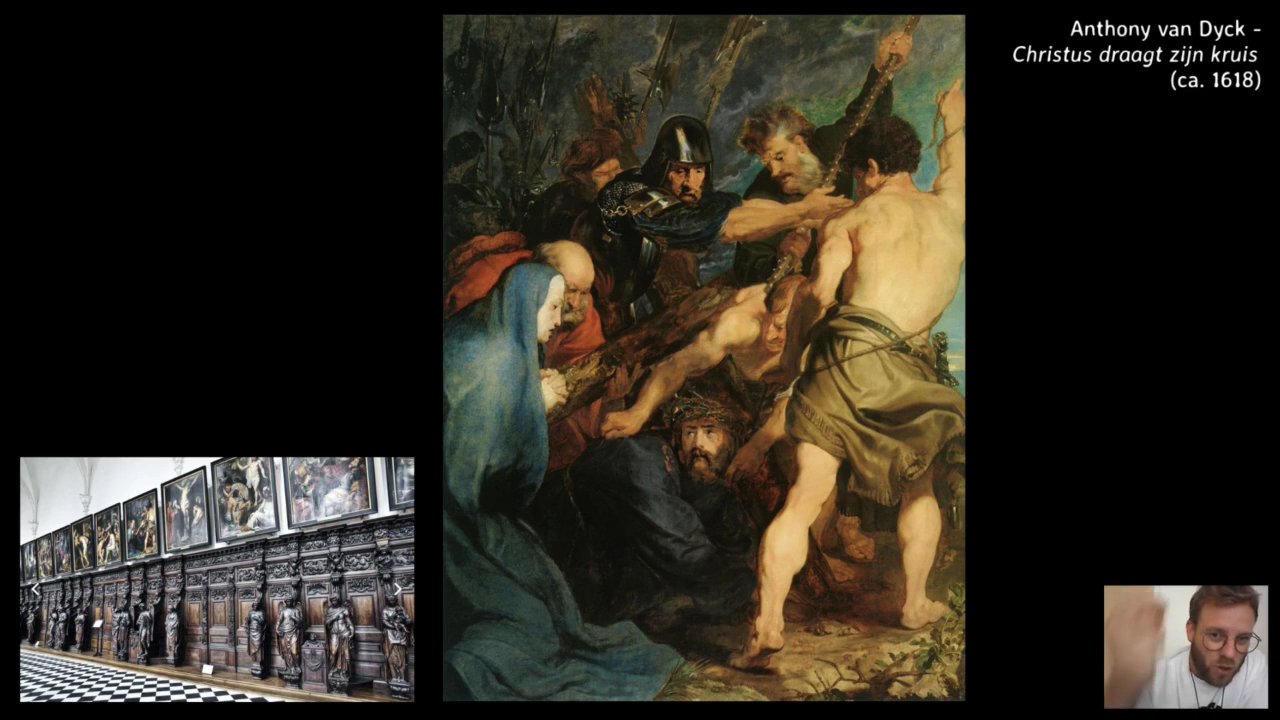 Anthony van Dyck -
Christus draagt zijn kruis
(ca. 1618)